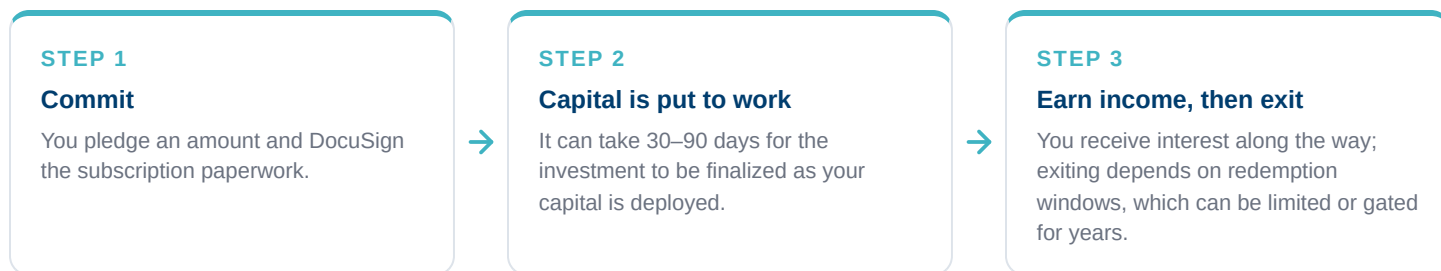 STEP 1
Commit
You pledge an amount and DocuSign
the subscription paperwork.
STEP 2
Capital is put to work
It can take 30–90 days for the
investment to be finalized as your
capital is deployed.
STEP 3
Earn income, then exit
You receive interest along the way;
exiting depends on redemption
windows, which can be limited or gated
for years.